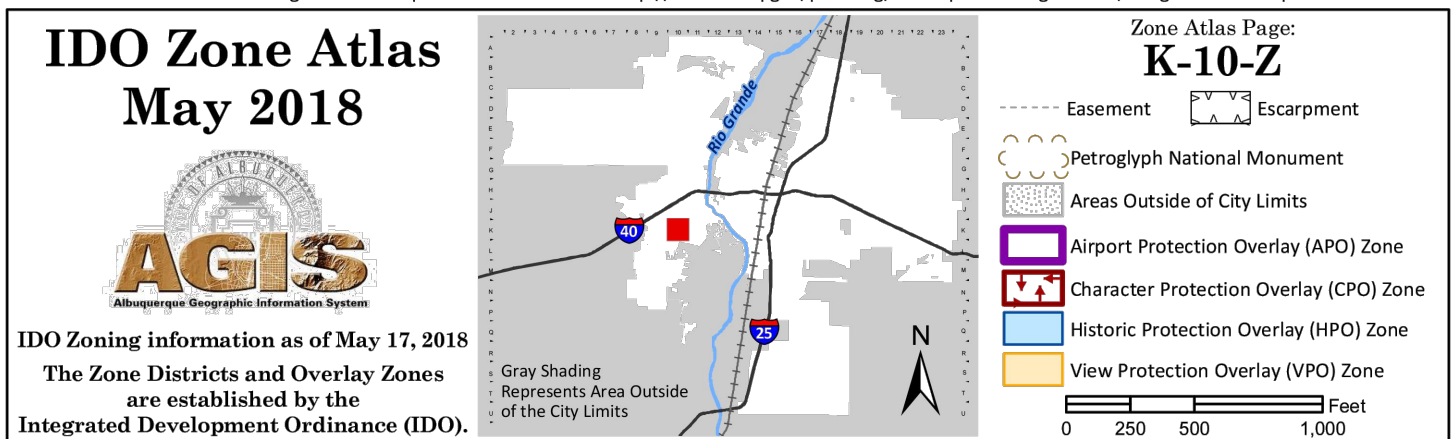 IDO Zone Atlas
May 2018
AGIS
Albuquerque Geographic Information System
IDO Zoning information as of May 17, 2018
The Zone Districts and Overlay Zones
are established by the
Integrated Development Ordinance (IDO).
Rio Grande
40
25
N
Gray Shading
Represents Area Outside
of the City Limits
Zone Atlas Page:
K-10-Z
Easement
Escarpment
Petroglyph National Monument
Areas Outside of City Limits
Airport Protection Overlay (APO) Zone
Character Protection Overlay (CPO) Zone
Historic Protection Overlay (HPO) Zone
View Protection Overlay (VPO) Zone
Feet
0 250 500 1,000